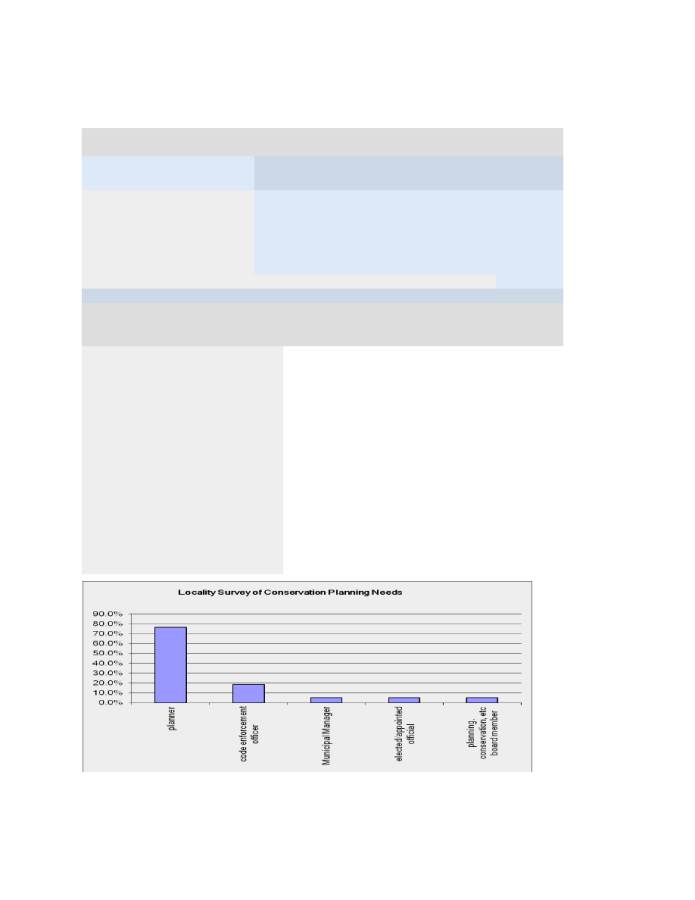 Locality Survey of Conservation Planning Needs
90.0%
80.0%
70.0%
60.0%
50.0%
40.0%
30.0%
20.0%
10.0%
0.0%
planner
code enforcement
officer
Municipal Manager
elected/appointed
official
planning,
conservation, etc
board member